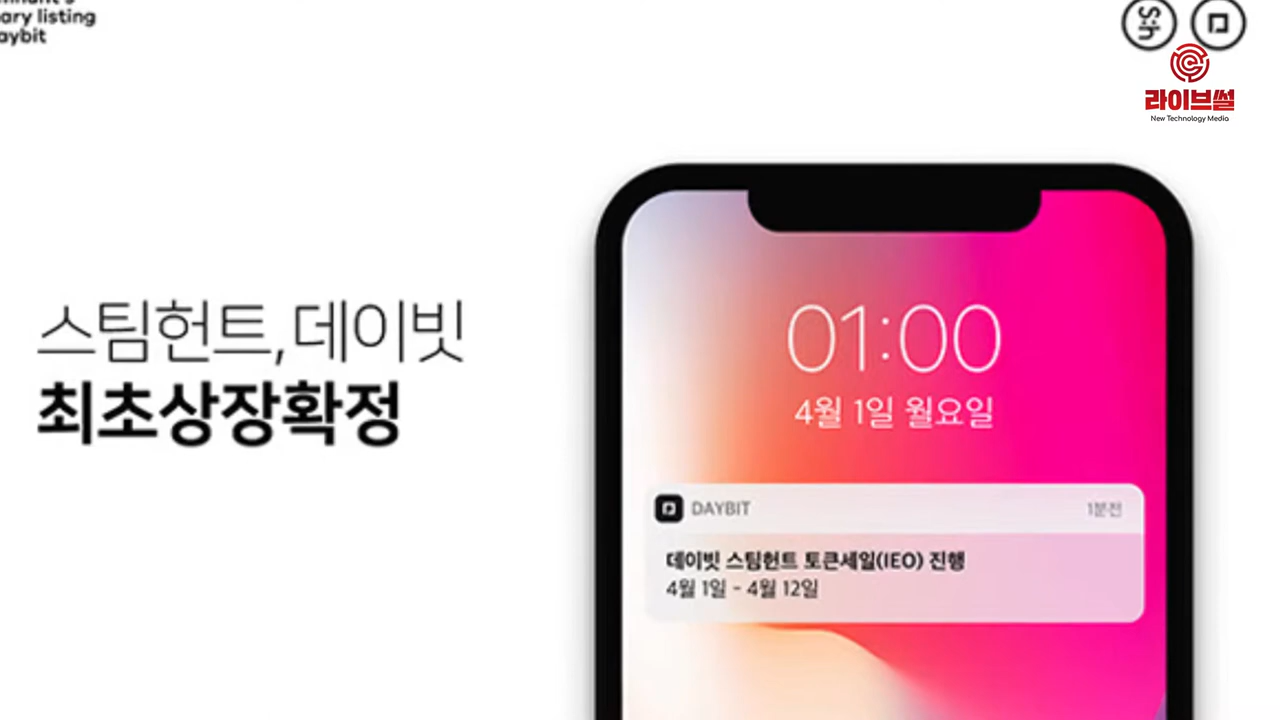 ary listing
aybit
라이브썰
New Technology Media
스팀헌트, 데이빗
최초상장확정
01:00
4월 1일 월요일
DAYBIT
1분전
데이빗 스팀헌트 토큰세일(IEO) 진행
4월 1일 - 4월 12일